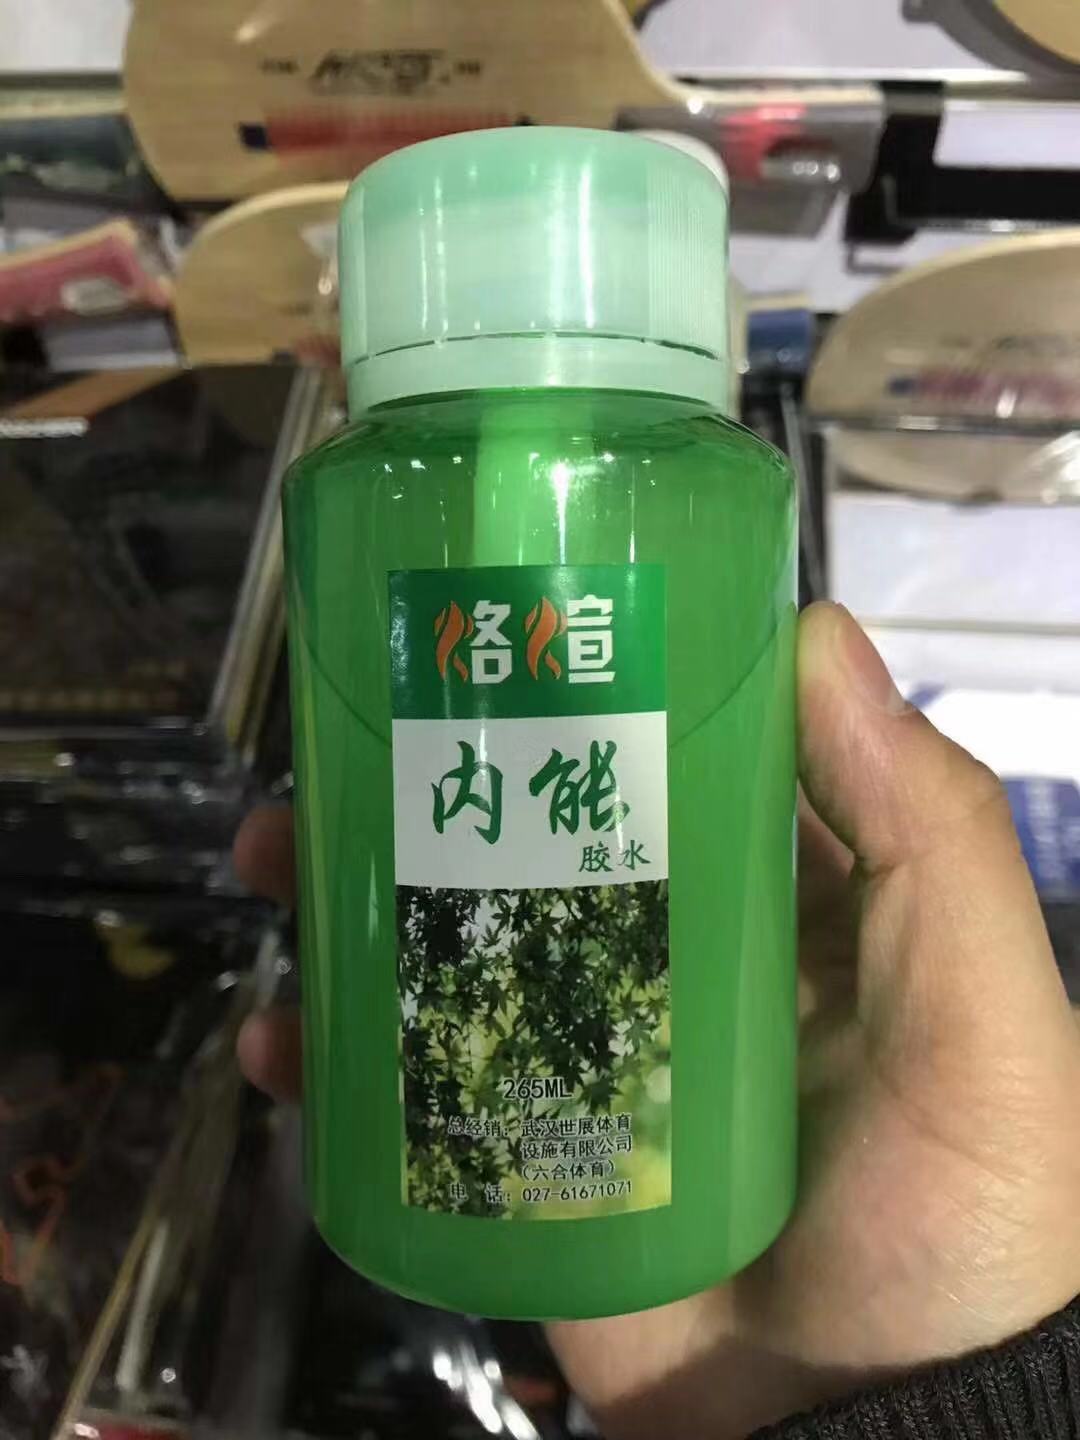 烙煊
内能
胶水
265ML
总经销：武汉世展体育
设施有限公司
（六合体育）
电 话：027-61671071